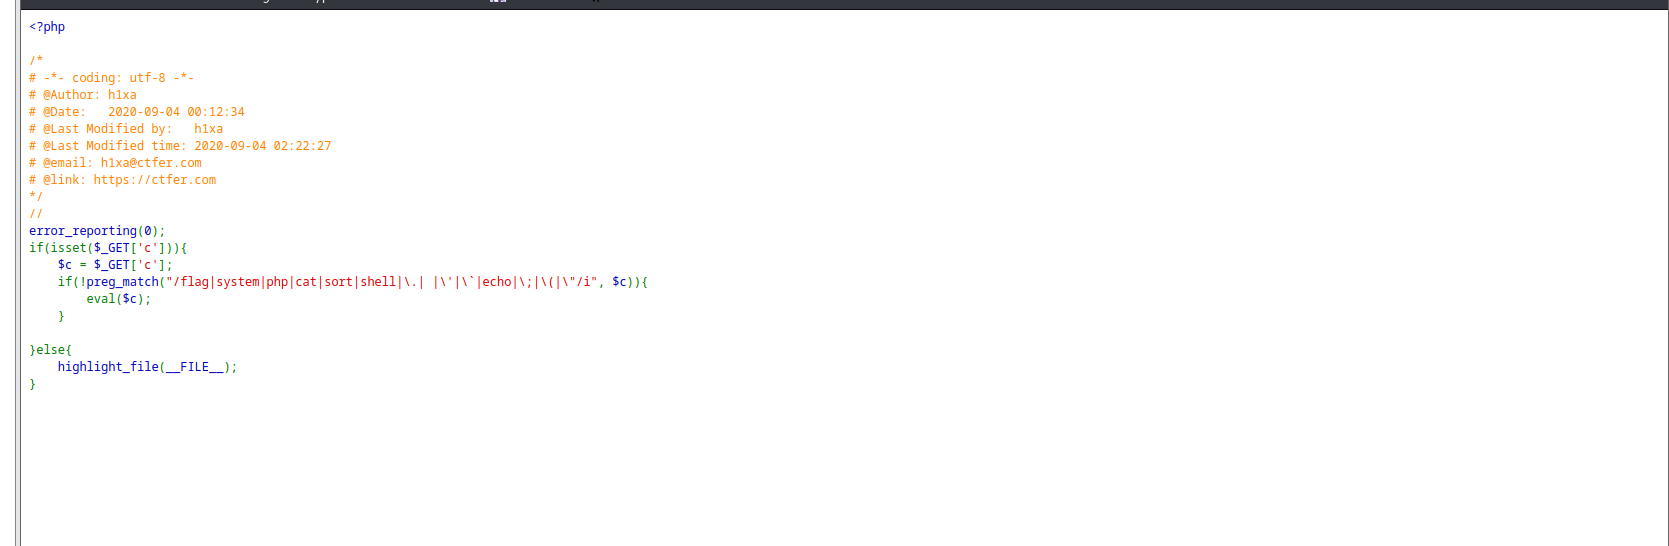 <?php
/*
# -*- coding: utf-8 -*-
# @Author: h1xa
# @Date:   2020-09-04 00:12:34
# @Last Modified by:   h1xa
# @Last Modified time: 2020-09-04 02:22:27
# @email: h1xa@ctfer.com
# @link: https://ctfer.com
*/
//
error_reporting(0);
if(isset($_GET['c'])){
    $c = $_GET['c'];
    if(!preg_match("/flag|system|php|cat|sort|shell|\.| |\'|\`|echo|\;|\(|\"/i", $c)){
        eval($c);
    }
}else{
    highlight_file(__FILE__);
}